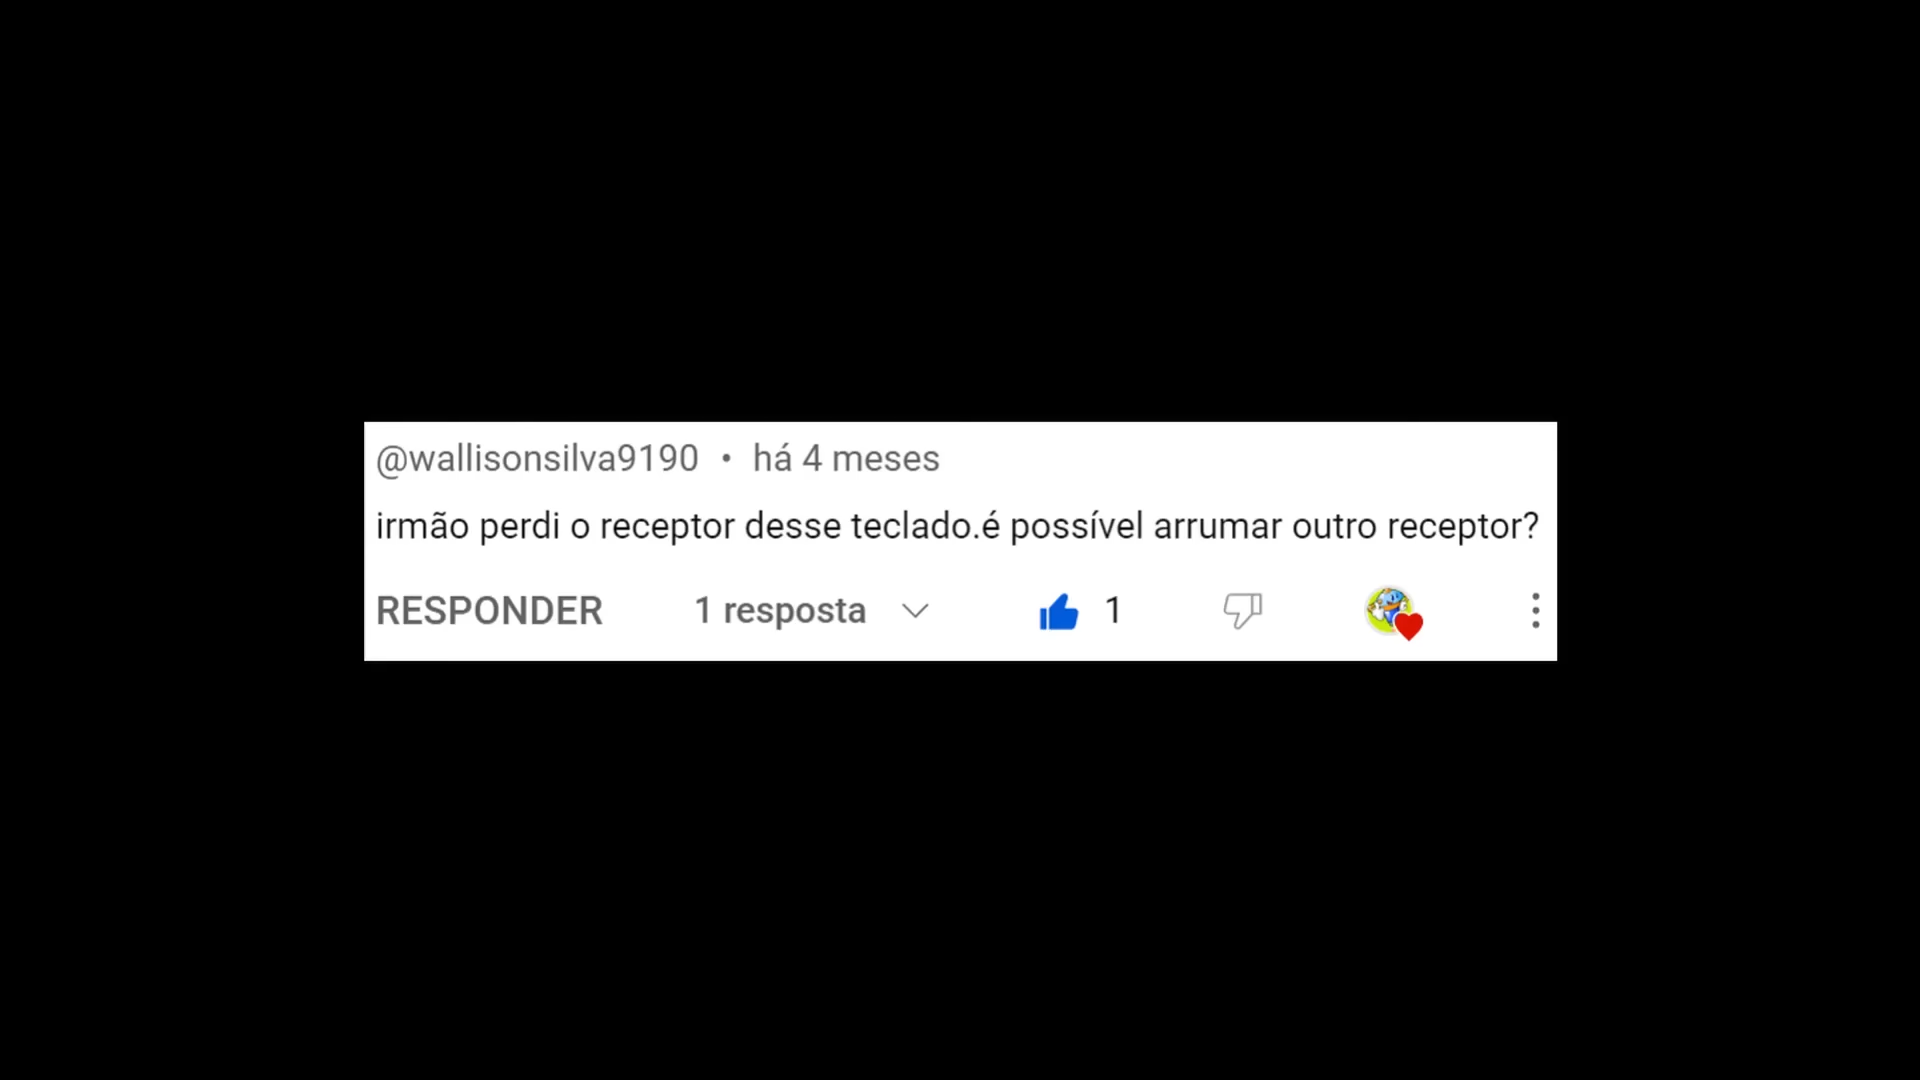 @wallisonsilva9190 • há 4 meses
irmão perdi o receptor desse teclado.é possível arrumar outro receptor?
RESPONDER 1 resposta 1